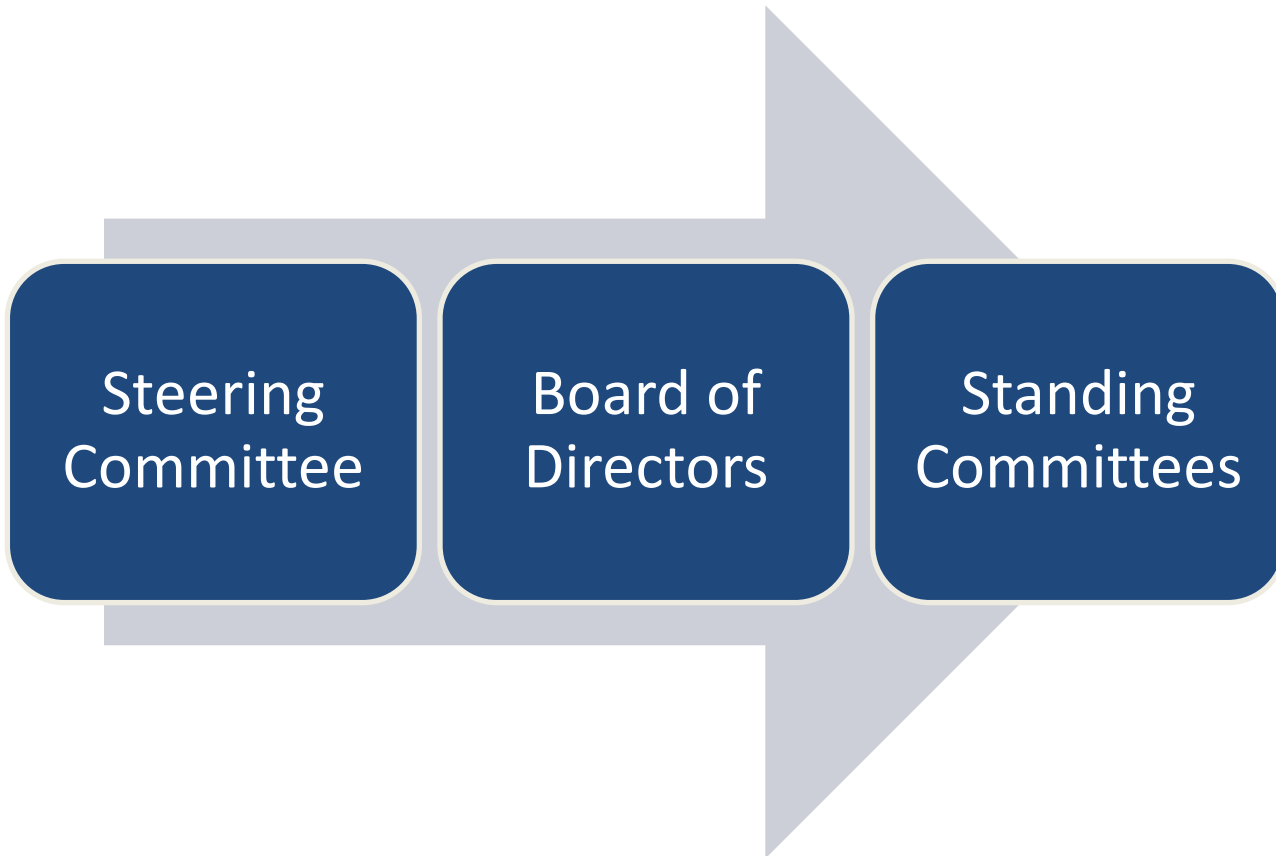 Steering
Committee
Board of
Directors
Standing
Committees